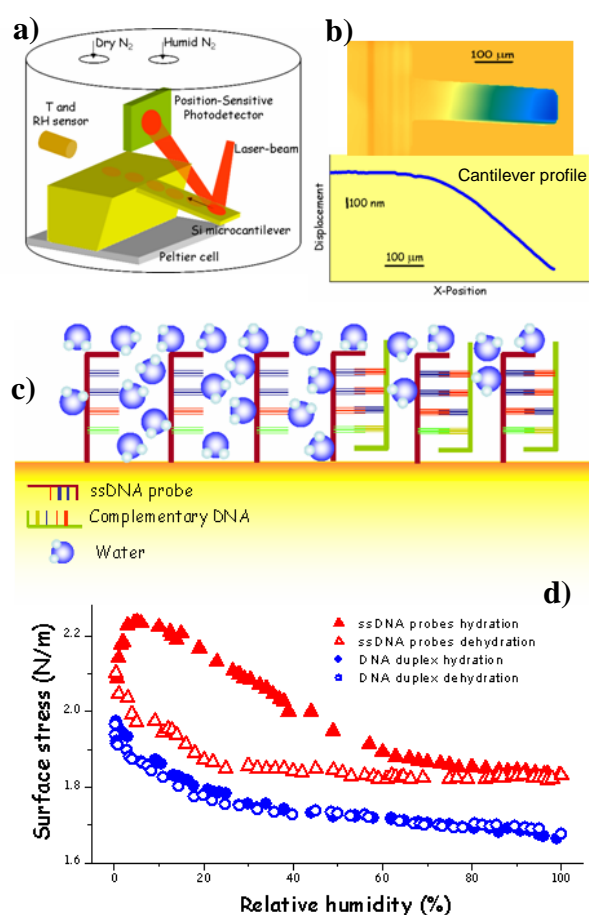 a)
Dry N2
Humid N2
T and
RH sensor
Position-Sensitive
Photodetector
Laser-beam
Si microcantilever
Peltier cell
b)
100 μm
Cantilever profile
Displacement
100 nm
100 μm
X-Position
c)
ssDNA probe
Complementary DNA
Water
d)
Surface stress (N/m)
2.2
2.0
1.8
1.6
ssDNA probes hydration
ssDNA probes dehydration
DNA duplex hydration
DNA duplex dehydration
0
20
40
60
80
100
Relative humidity (%)